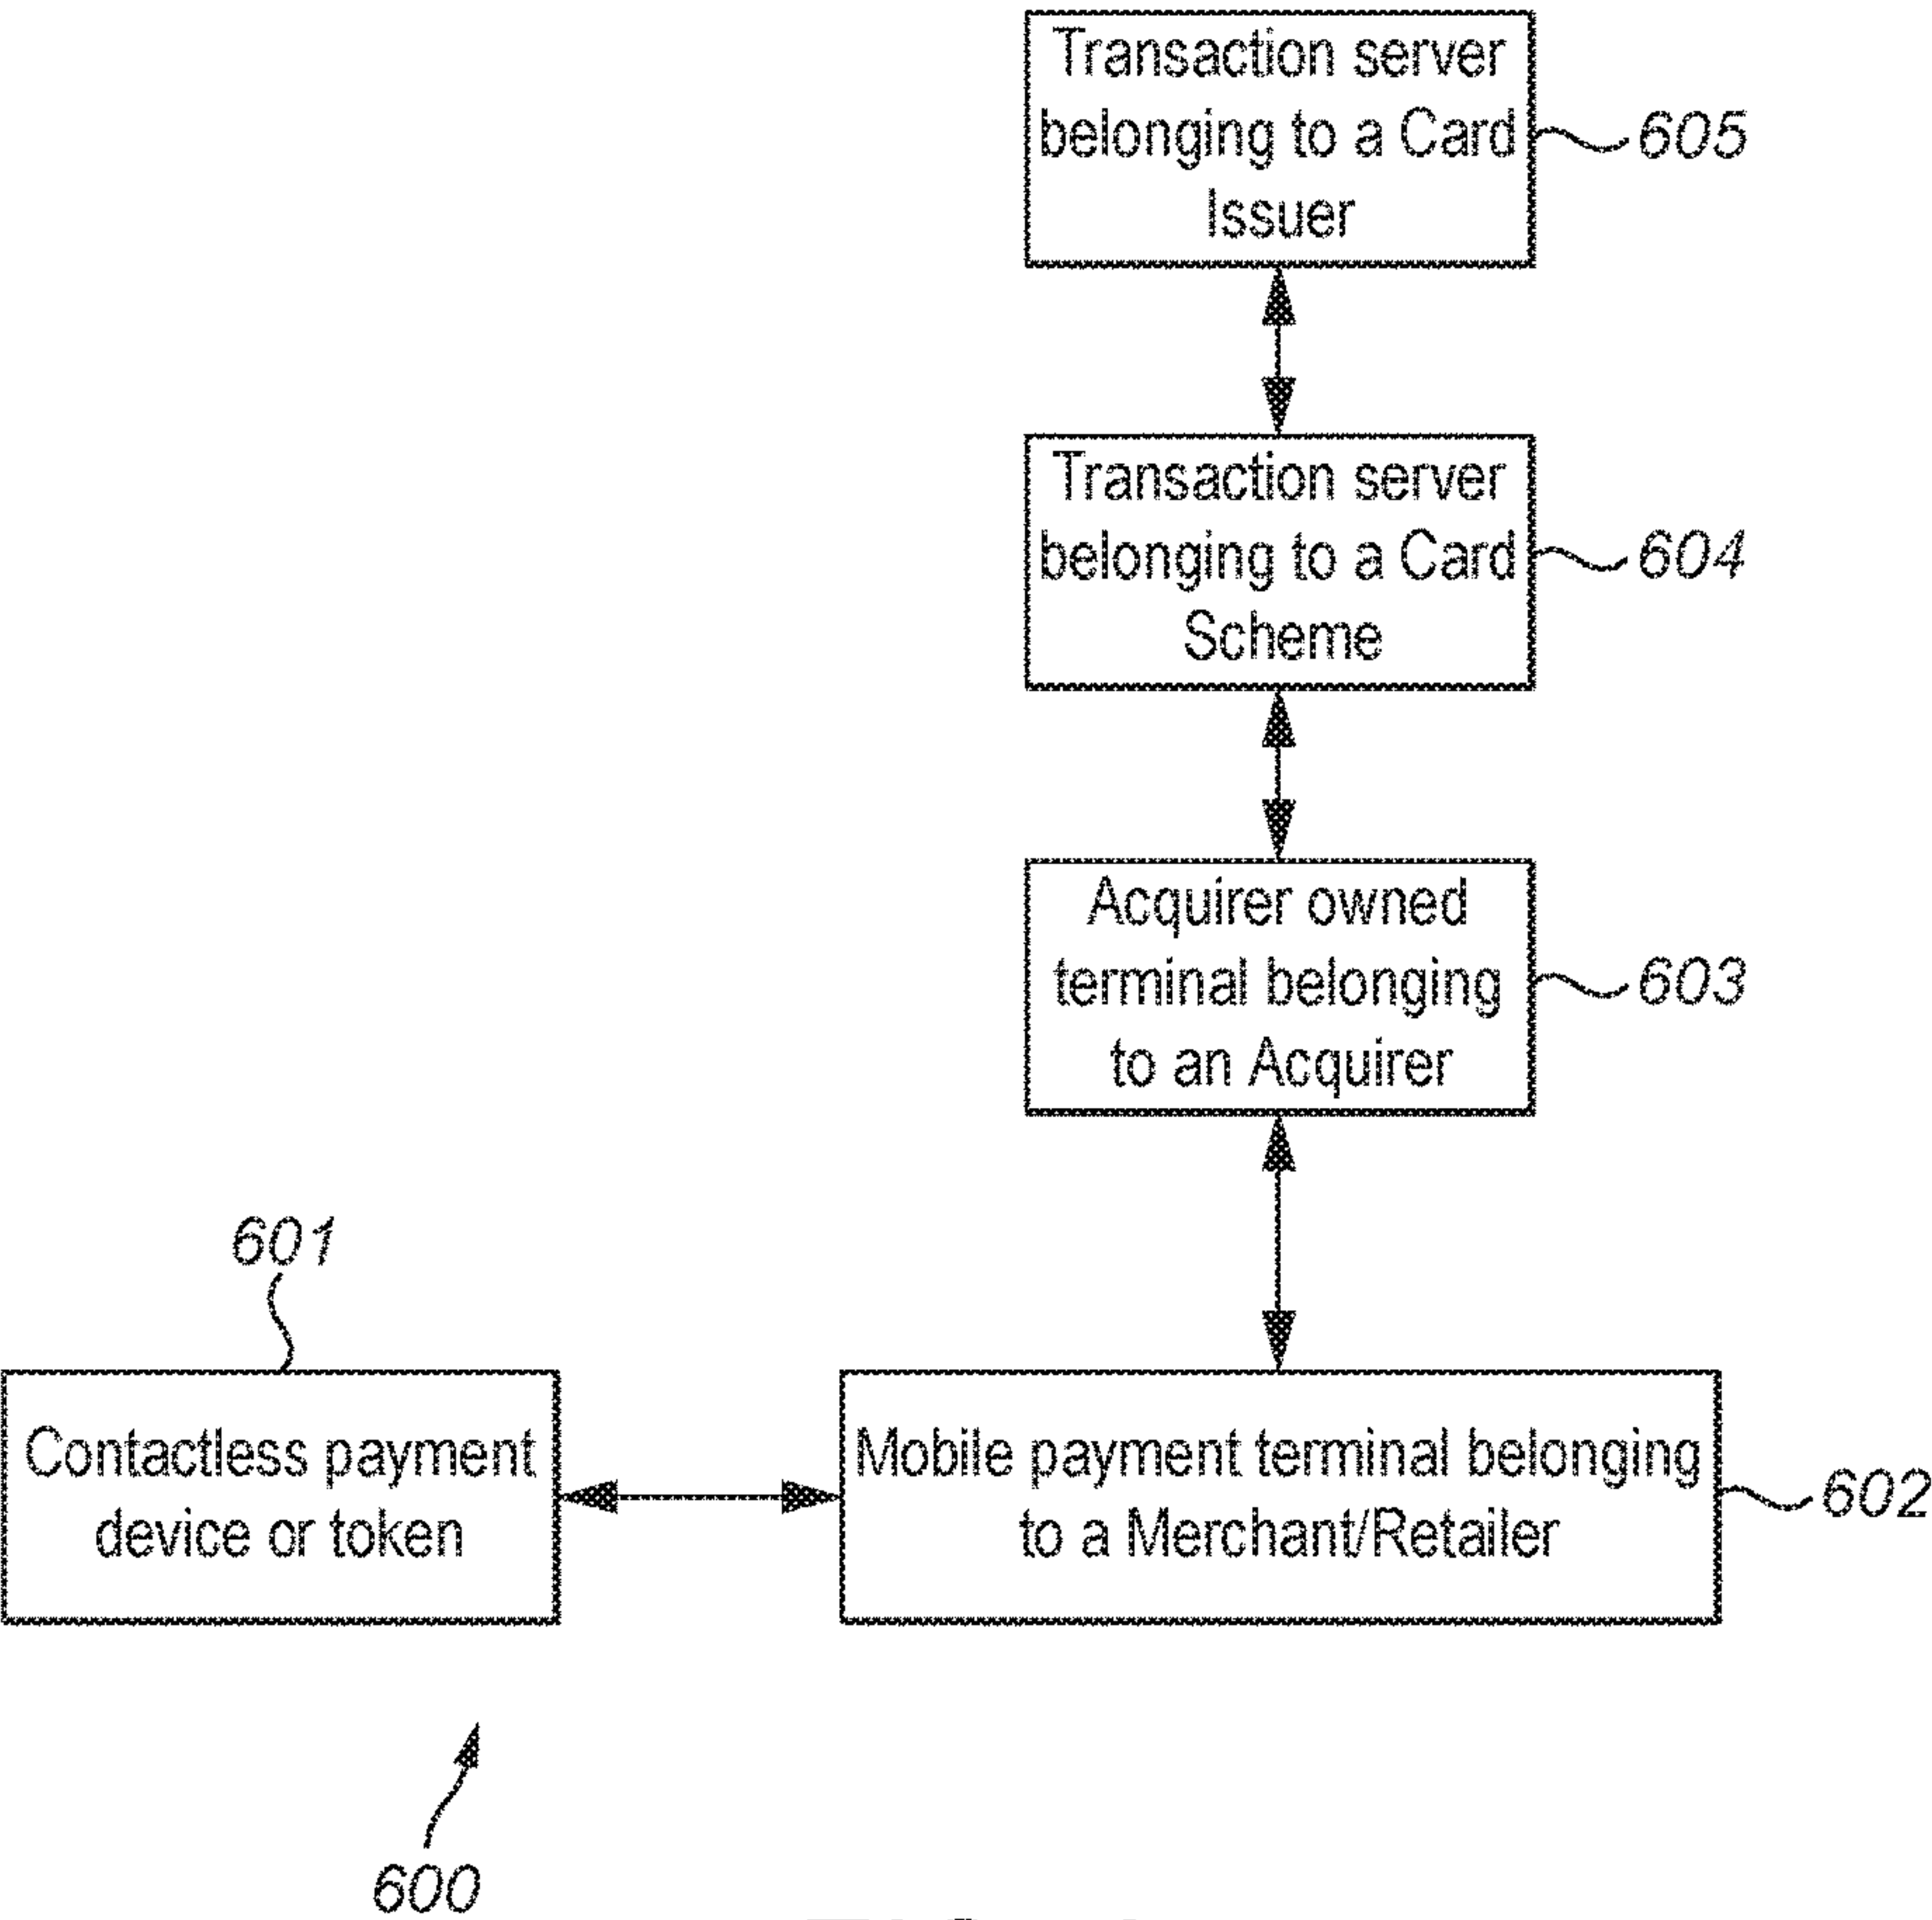 Transaction server
belonging to a Card
Issuer
605
Transaction server
belonging to a Card
Scheme
604
Acquirer owned
terminal belonging
to an Acquirer
603
601
Contactless payment
device or token
Mobile payment terminal belonging
to a Merchant/Retailer
602
600